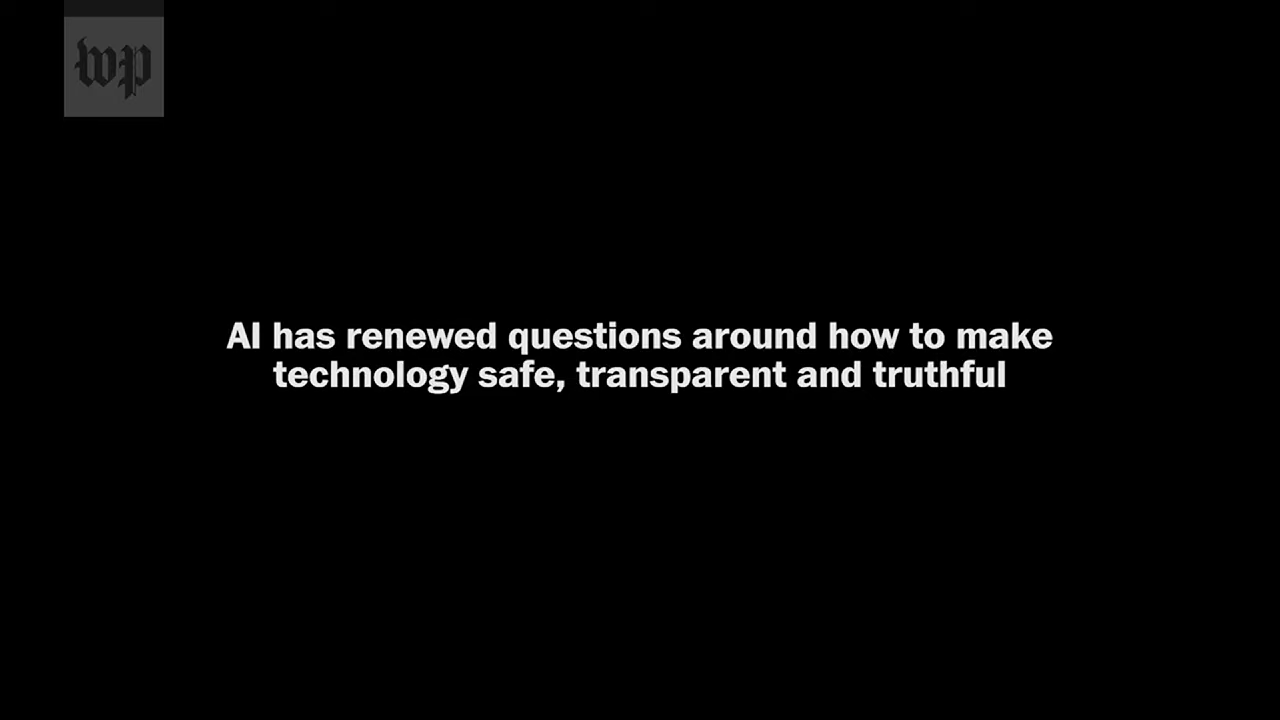 wp
AI has renewed questions around how to make
technology safe, transparent and truthful